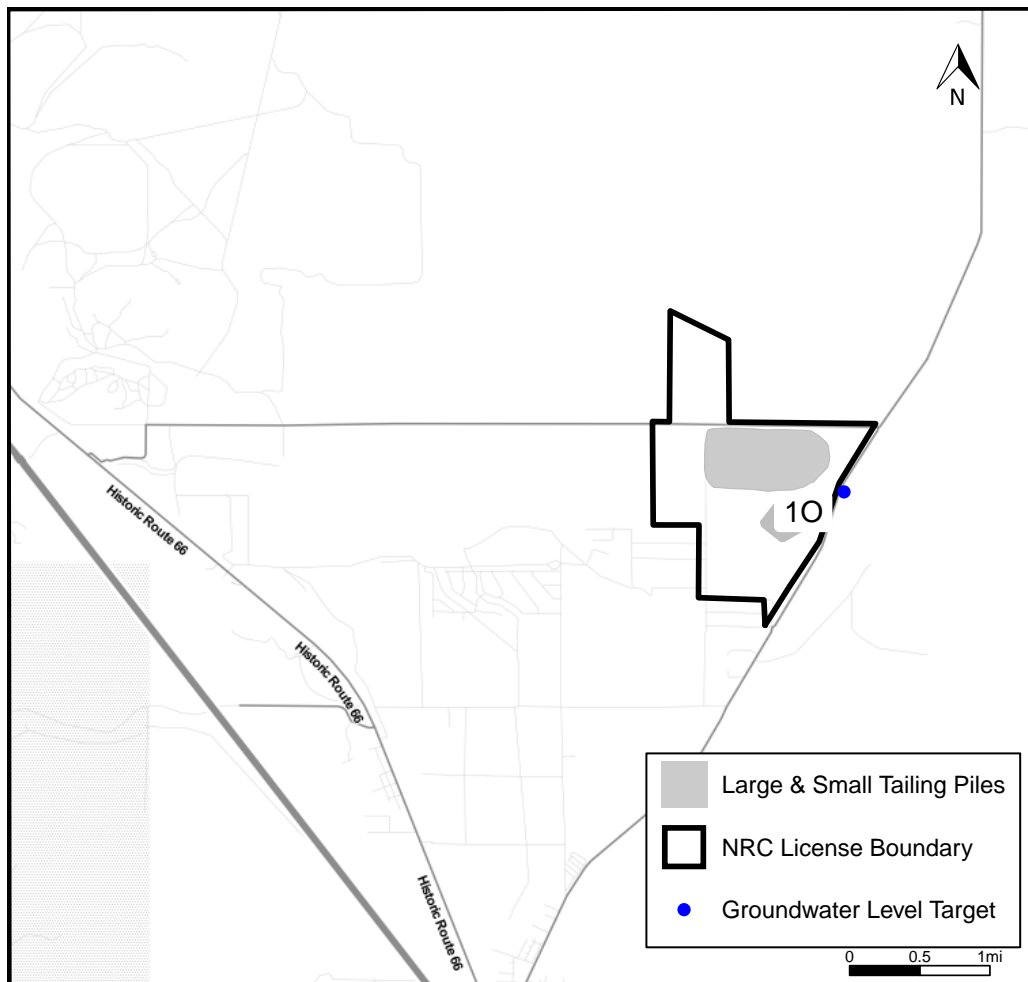 N
1O
Historic Route 66
Historic Route 66
Historic Route 66
Large & Small Tailing Piles
NRC License Boundary
Groundwater Level Target
0 0.5 1mi